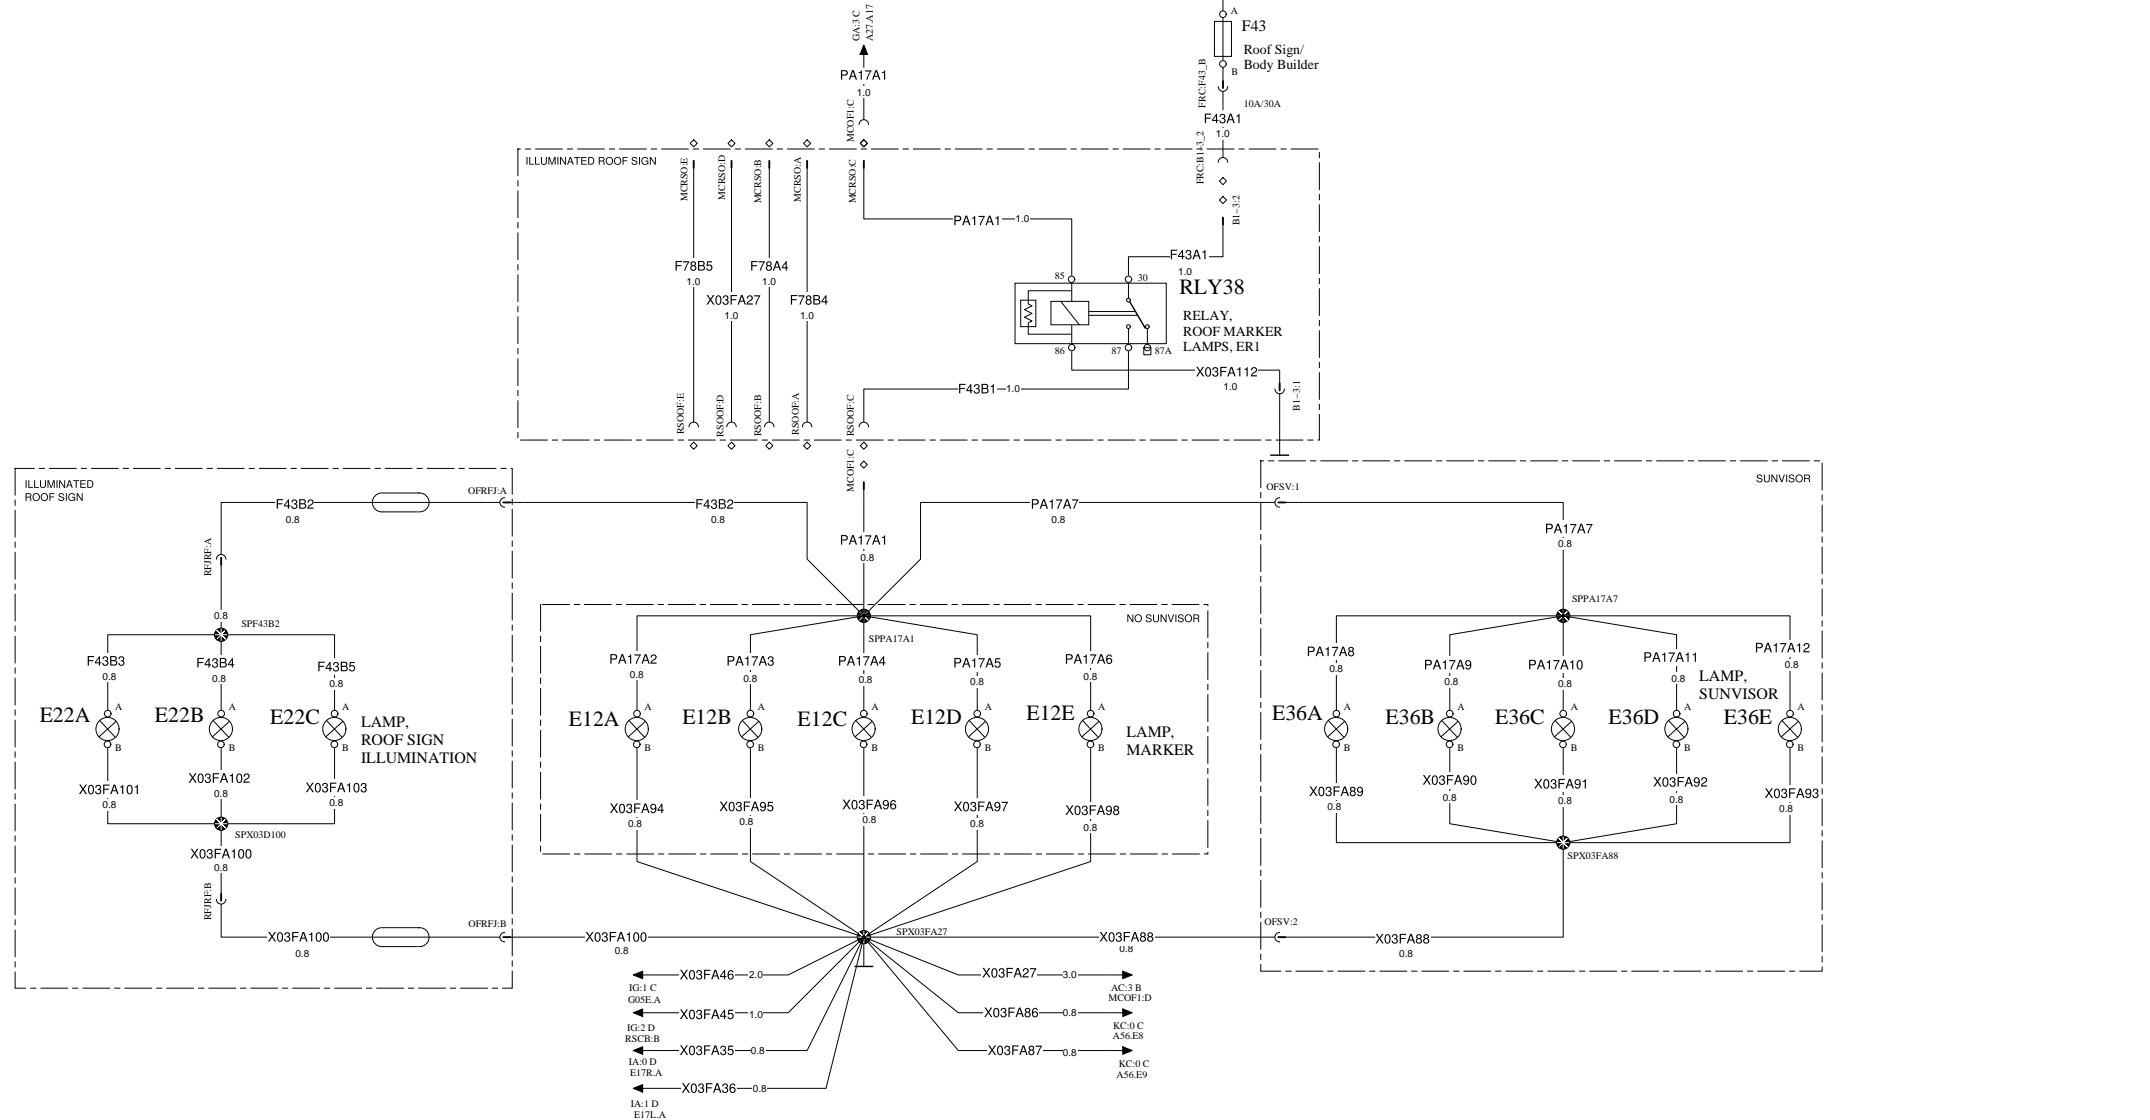 GA:3 C
A27.A17
PA17A1
1.0
MCOF1:C
A
F43
Roof Sign/
Body Builder
B
FRC:F43_B
10A/30A
F43A1
1.0
FRC:B1-3_2
ILLUMINATED ROOF SIGN
MCRSO:E
MCRSO:D
MCRSO:B
MCRSO:A
MCRSO:C
B1-3:2
PA17A1
1.0
F43A1
1.0
F78B5
1.0
X03FA27
1.0
F78A4
1.0
F78B4
1.0
85
30
RLY38
RELAY,
ROOF MARKER
LAMPS, ER1
86
87
87A
X03FA112
1.0
B1-3:1
F43B1
1.0
RSOOF:E
RSOOF:D
RSOOF:B
RSOOF:A
RSOOF:C
MCOF1:C
ILLUMINATED
ROOF SIGN
F43B2
0.8
OFRFJ:A
F43B2
0.8
PA17A1
0.8
PA17A7
0.8
OFSV:1
SUNVISOR
PA17A7
0.8
RFJRF:A
0.8
SPF43B2
F43B3
0.8
F43B4
0.8
F43B5
0.8
E22A
A
B
E22B
A
B
E22C
A
B
LAMP,
ROOF SIGN
ILLUMINATION
X03FA101
0.8
X03FA102
0.8
X03FA103
0.8
SPX03D100
X03FA100
0.8
RFJRF:B
X03FA100
0.8
OFRFJ:B
NO SUNVISOR
SPPA17A1
PA17A2
0.8
PA17A3
0.8
PA17A4
0.8
PA17A5
0.8
PA17A6
0.8
E12A
A
B
E12B
A
B
E12C
A
B
E12D
A
B
E12E
A
B
LAMP,
MARKER
X03FA94
0.8
X03FA95
0.8
X03FA96
0.8
X03FA97
0.8
X03FA98
0.8
SPPA17A7
PA17A8
0.8
PA17A9
0.8
PA17A10
0.8
PA17A11
0.8
PA17A12
0.8
LAMP,
SUNVISOR
E36A
A
B
E36B
A
B
E36C
A
B
E36D
A
B
E36E
A
B
X03FA89
0.8
X03FA90
0.8
X03FA91
0.8
X03FA92
0.8
X03FA93
0.8
SPX03FA88
X03FA100
0.8
SPX03FA27
X03FA88
0.8
OFSV:2
X03FA88
0.8
X03FA46
2.0
IG:1 C
G05E.A
X03FA45
1.0
IG:2 D
RSCB:B
X03FA35
0.8
IA:0 D
E17R.A
X03FA36
0.8
IA:1 D
E17L.A
X03FA27
3.0
AC:3 B
MCOF1:D
X03FA86
0.8
KC:0 C
A56.E8
X03FA87
0.8
KC:0 C
A56.E9